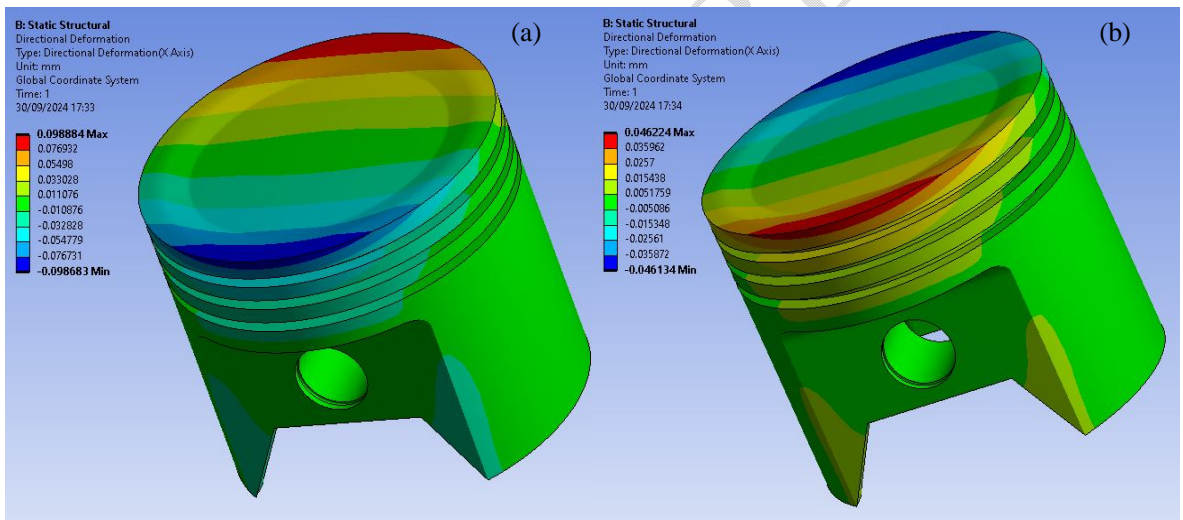 B: Static Structural
Directional Deformation
Type: Directional Deformation(X Axis)
Unit: mm
Global Coordinate System
Time: 1
30/09/2024 17:33
0.098884 Max
0.076932
0.05498
0.033028
0.011076
-0.010876
-0.032828
-0.054779
-0.076731
-0.098683 Min
(a)
B: Static Structural
Directional Deformation
Type: Directional Deformation(X Axis)
Unit: mm
Global Coordinate System
Time: 1
30/09/2024 17:34
0.046224 Max
0.035962
0.0257
0.015438
0.0051759
-0.005086
-0.015348
-0.02561
-0.035872
-0.046134 Min
(b)